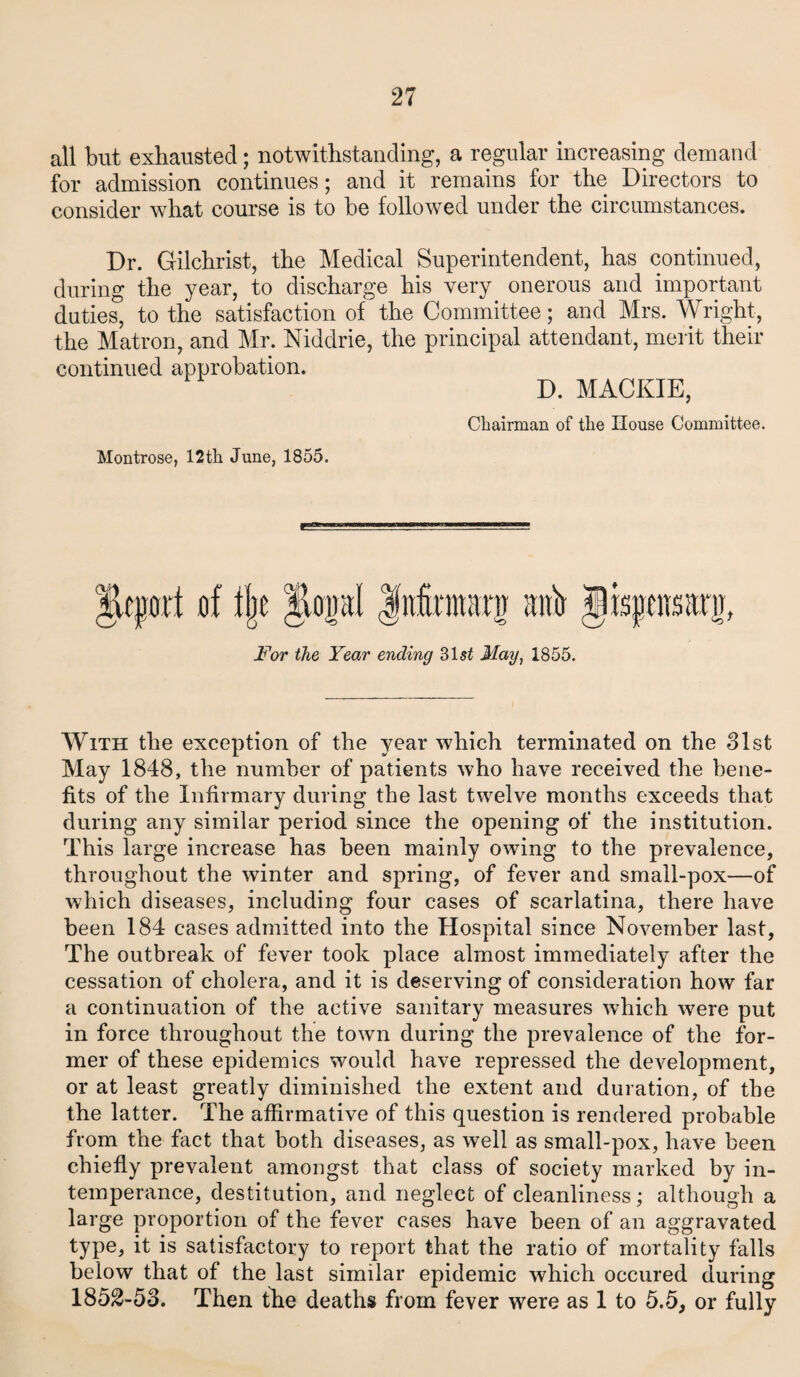 27
all but exhausted; notwithstanding, a regular increasing demand
for admission continues; and it remains for the Directors to
consider what course is to be followed under the circumstances.
Dr. Gilchrist, the Medical Superintendent, has continued,
during the year, to discharge his very onerous and important
duties, to the satisfaction of the Committee; and Mrs. Wright,
the Matron, and Mr. Niddrie, the principal attendant, merit their
continued approbation.
D. MACKIE,
Chairman of the House Committee.
Montrose, 12th June, 1855.
Report of the Royal Infirmary and Dispensary,
For the Year ending 31st May, 1855.
With the exception of the year which terminated on the 31st
May 1848, the number of patients who have received the bene-
fits of the Infirmary during the last twelve months exceeds that
during any similar period since the opening of the institution.
This large increase has been mainly owing to the prevalence,
throughout the winter and spring, of fever and small-pox—of
which diseases, including four cases of scarlatina, there have
been 184 cases admitted into the Hospital since November last,
The outbreak of fever took place almost immediately after the
cessation of cholera, and it is deserving of consideration how far
a continuation of the active sanitary measures which were put
in force throughout the town during the prevalence of the for-
mer of these epidemics would have repressed the development,
or at least greatly diminished the extent and duration, of the
the latter. The affirmative of this question is rendered probable
from the fact that both diseases, as well as small-pox, have been
chiefly prevalent amongst that class of society marked by in-
temperance, destitution, and neglect of cleanliness; although a
large proportion of the fever cases have been of an aggravated
type, it is satisfactory to report that the ratio of mortality falls
below that of the last similar epidemic which occured during
1852-53. Then the deaths from fever were as 1 to 5.5, or fully